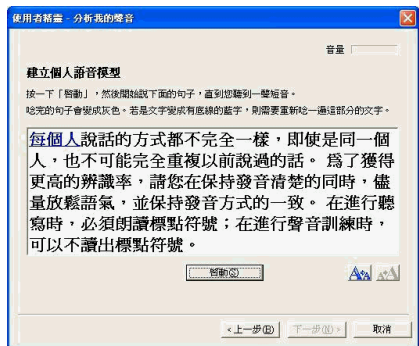 使用者精靈 - 分析我的聲音
音量
建立個人語音模型
按一下「啓動」，然後開始說下面的句子，直到您聽到一聲短音。
唸完的句子會變成灰色。若是文字變成有底線的藍字，則需要重新唸一遍這部分的文字。
每個人說話的方式都不完全一樣，即使是同一個
人，也不可能完全重複以前說過的話。 爲了獲得
更高的辨識率，請您在保持發音清楚的同時，儘
量放鬆語氣，並保持發音方式的一致。 在進行聽
寫時，必須朗讀標點符號；在進行聲音訓練時，
可以不讀出標點符號。
啓動(S)
AAA AAA
<上一步(B) 下一步(N)> 取消